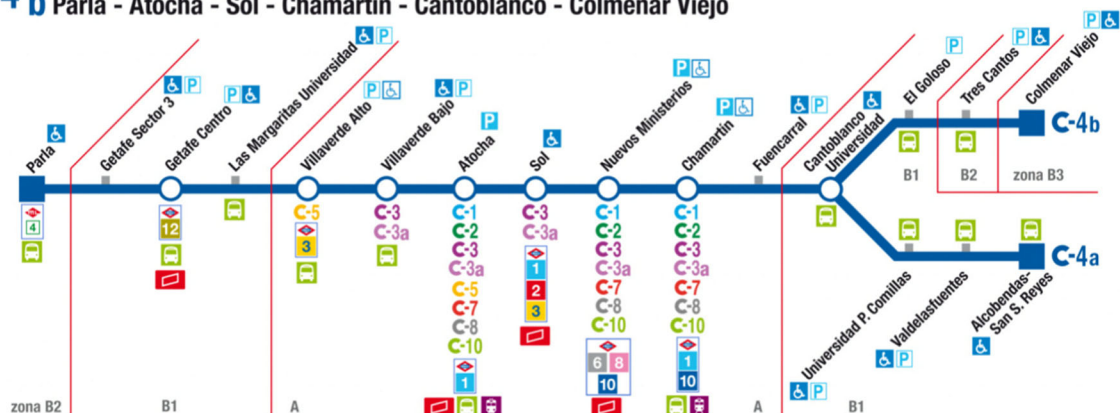 4 b Parla - Atocha - Sol - Chamartín - Cantoblanco - Colmenar Viejo
Parla
4
Getafe Sector 3
P
Getafe Centro
P
12
Las Margaritas Universidad
P
Villaverde Alto
P
C-5
3
Villaverde Bajo
P
C-3
C-3a
Atocha
P
C-1
C-2
C-3
C-3a
C-5
C-7
C-8
C-10
1
Sol
C-3
C-3a
1
2
3
Nuevos Ministerios
P
C-1
C-2
C-3
C-3a
C-7
C-8
C-10
6 8
10
Chamartín
P
C-1
C-2
C-3
C-3a
C-7
C-8
C-10
1
10
Fuencarral
P
Cantoblanco
Universidad
El Goloso
P
Tres Cantos
P
Colmenar Viejo
P
C-4b
B1
B2
zona B3
C-4a
Universidad P. Comillas
P
Valdelasfuentes
P
Alcobendas-
San S. Reyes
zona B2
B1
A
A
B1